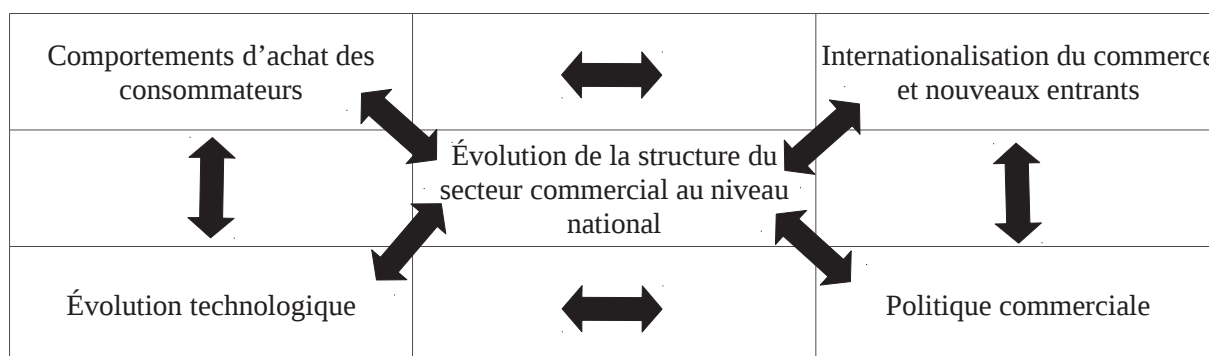 Comportements d’achat des
consommateurs
Internationalisation du commerce
et nouveaux entrants
Évolution de la structure du
secteur commercial au niveau
national
Évolution technologique
Politique commerciale